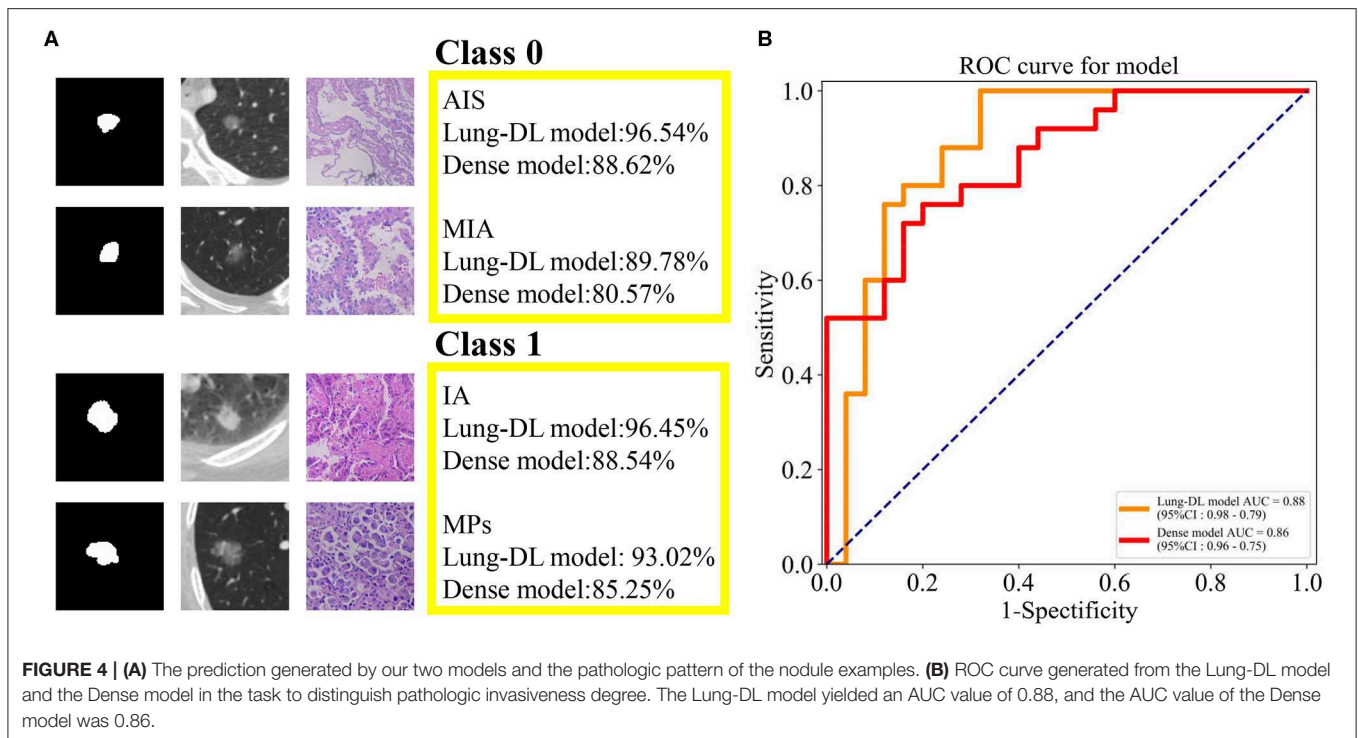 A
Class 0
AIS
Lung-DL model:96.54%
Dense model:88.62%
MIA
Lung-DL model:89.78%
Dense model:80.57%
Class 1
IA
Lung-DL model:96.45%
Dense model:88.54%
MPs
Lung-DL model: 93.02%
Dense model:85.25%
B
ROC curve for model
1.0
0.8
0.6
0.4
0.2
0.0
Sensitivity
0.0 0.2 0.4 0.6 0.8 1.0
1-Spectificity
Lung-DL model AUC = 0.88
(95%CI : 0.98 - 0.79)
Dense model AUC = 0.86
(95%CI : 0.96 - 0.75)
FIGURE 4 | (A) The prediction generated by our two models and the pathologic pattern of the nodule examples. (B) ROC curve generated from the Lung-DL model
and the Dense model in the task to distinguish pathologic invasiveness degree. The Lung-DL model yielded an AUC value of 0.88, and the AUC value of the Dense
model was 0.86.